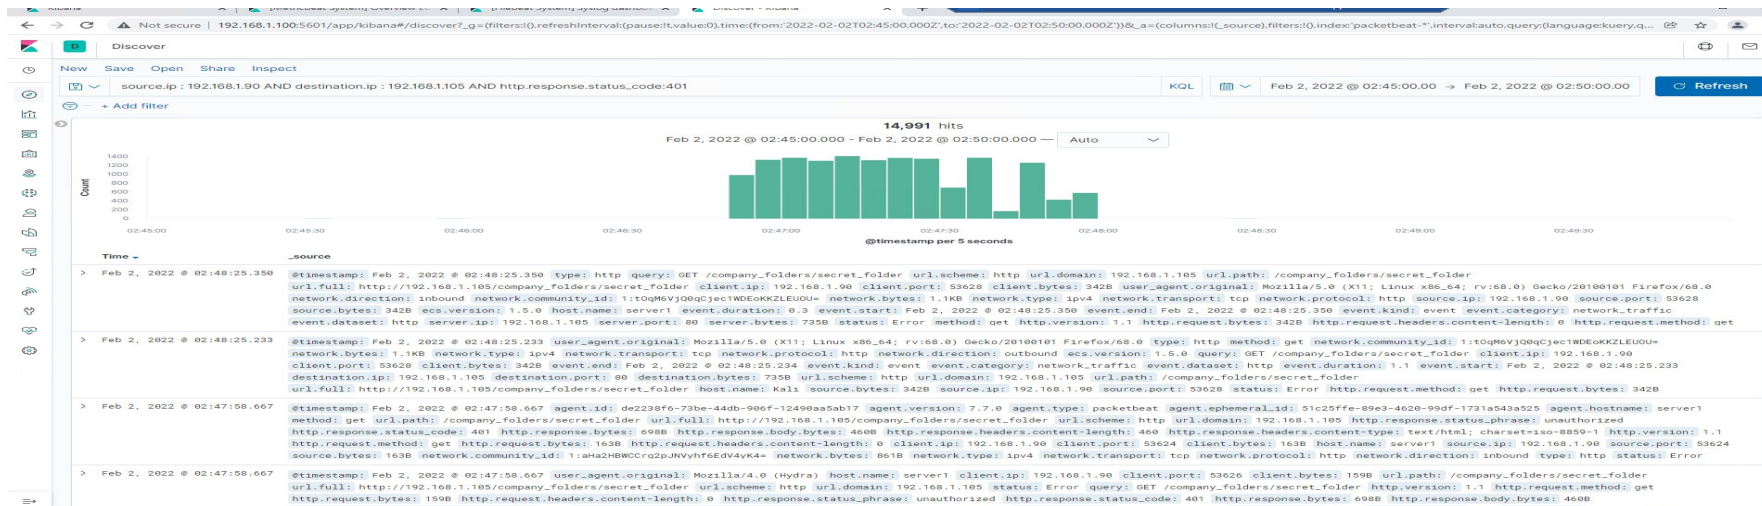 Kibana
[Metricbeat System] Overview E...
[Filebeat System] Syslog dashbo...
Discover - Kibana
Not secure | 192.168.1.100:5601/app/kibana#/discover?_g=(filters:!(),refreshInterval:(pause:!t,value:0),time:(from:'2022-02-02T02:45:00.000Z',to:'2022-02-02T02:50:00.000Z'))&_a=(columns:!(_source),filters:!(),index:'packetbeat-*',interval:auto,query:(language:kuery,q...
D Discover
New Save Open Share Inspect
source.ip : 192.168.1.90 AND destination.ip : 192.168.1.105 AND http.response.status_code:401 KQL Feb 2, 2022 @ 02:45:00.00 → Feb 2, 2022 @ 02:50:00.00 Refresh
+ Add filter
14,991 hits
Feb 2, 2022 @ 02:45:00.000 - Feb 2, 2022 @ 02:50:00.000 — Auto
1400
1200
1000
800
600
400
200
0
Count
02:45:00 02:45:30 02:46:00 02:46:30 02:47:00 02:47:30 02:48:00 02:48:30 02:49:00 02:49:30
@timestamp per 5 seconds
Time _source
Feb 2, 2022 @ 02:48:25.350 @timestamp: Feb 2, 2022 @ 02:48:25.350 type: http query: GET /company_folders/secret_folder url.scheme: http url.domain: 192.168.1.105 url.path: /company_folders/secret_folder
url.full: http://192.168.1.105/company_folders/secret_folder client.ip: 192.168.1.90 client.port: 53628 client.bytes: 342B user_agent.original: Mozilla/5.0 (X11; Linux x86_64; rv:68.0) Gecko/20100101 Firefox/68.0
network.direction: inbound network.community_id: 1:tOqM6VjQ0qCjec1WDEoKKZLEUOU= network.bytes: 1.1KB network.type: ipv4 network.transport: tcp network.protocol: http source.ip: 192.168.1.90 source.port: 53628
source.bytes: 342B ecs.version: 1.5.0 host.name: server1 event.duration: 0.3 event.start: Feb 2, 2022 @ 02:48:25.350 event.end: Feb 2, 2022 @ 02:48:25.350 event.kind: event event.category: network_traffic
event.dataset: http server.ip: 192.168.1.105 server.port: 80 server.bytes: 735B status: Error method: get http.version: 1.1 http.request.bytes: 342B http.request.headers.content-length: 0 http.request.method: get
Feb 2, 2022 @ 02:48:25.233 @timestamp: Feb 2, 2022 @ 02:48:25.233 user_agent.original: Mozilla/5.0 (X11; Linux x86_64; rv:68.0) Gecko/20100101 Firefox/68.0 type: http method: get network.community_id: 1:tOqM6VjQ0qCjec1WDEoKKZLEUOU=
network.bytes: 1.1KB network.type: ipv4 network.transport: tcp network.protocol: http network.direction: outbound ecs.version: 1.5.0 query: GET /company_folders/secret_folder client.ip: 192.168.1.90
client.port: 53628 client.bytes: 342B event.end: Feb 2, 2022 @ 02:48:25.234 event.kind: event event.category: network_traffic event.dataset: http event.duration: 1.1 event.start: Feb 2, 2022 @ 02:48:25.233
destination.ip: 192.168.1.105 destination.port: 80 destination.bytes: 735B url.scheme: http url.domain: 192.168.1.105 url.path: /company_folders/secret_folder
url.full: http://192.168.1.105/company_folders/secret_folder host.name: Kali source.bytes: 342B source.ip: 192.168.1.90 source.port: 53628 status: Error http.request.method: get http.request.bytes: 342B
Feb 2, 2022 @ 02:47:58.667 @timestamp: Feb 2, 2022 @ 02:47:58.667 agent.id: de2238f6-73be-44db-906f-12490aa5ab17 agent.version: 7.7.0 agent.type: packetbeat agent.ephemeral_id: 51c25ffe-89e3-4620-99df-1731a543a525 agent.hostname: server1
method: get url.path: /company_folders/secret_folder url.full: http://192.168.1.105/company_folders/secret_folder url.scheme: http url.domain: 192.168.1.105 http.response.status_phrase: unauthorized
http.response.status_code: 401 http.response.bytes: 698B http.response.body.bytes: 460B http.response.headers.content-length: 460 http.response.headers.content-type: text/html; charset=iso-8859-1 http.version: 1.1
http.request.method: get http.request.bytes: 163B http.request.headers.content-length: 0 client.ip: 192.168.1.90 client.port: 53624 client.bytes: 163B host.name: server1 source.ip: 192.168.1.90 source.port: 53624
source.bytes: 163B network.community_id: 1:aHa2HBWCCrq2pJNVyhf6EdV4yK4= network.bytes: 861B network.type: ipv4 network.transport: tcp network.protocol: http network.direction: inbound type: http status: Error
Feb 2, 2022 @ 02:47:58.667 @timestamp: Feb 2, 2022 @ 02:47:58.667 user_agent.original: Mozilla/4.0 (Hydra) host.name: server1 client.ip: 192.168.1.90 client.port: 53626 client.bytes: 159B url.path: /company_folders/secret_folder
url.full: http://192.168.1.105/company_folders/secret_folder url.scheme: http url.domain: 192.168.1.105 status: Error query: GET /company_folders/secret_folder http.version: 1.1 http.request.method: get
http.request.bytes: 159B http.request.headers.content-length: 0 http.response.status_phrase: unauthorized http.response.status_code: 401 http.response.bytes: 698B http.response.body.bytes: 460B